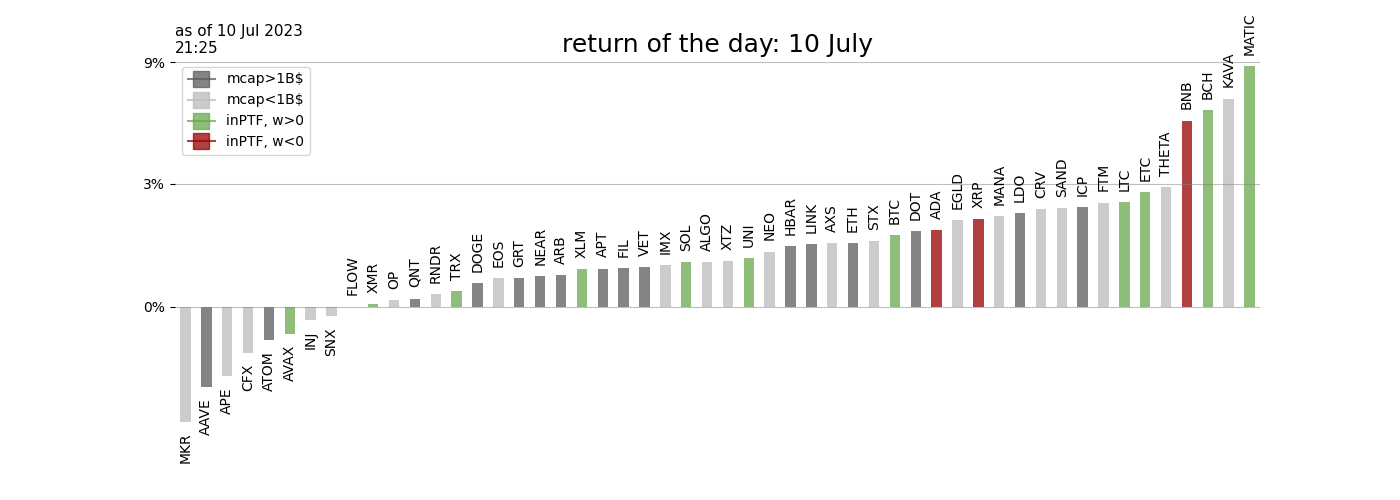 as of 10 Jul 2023
21:25
return of the day: 10 July
9%
3%
0%
mcap>1B$
mcap<1B$
inPTF, w>0
inPTF, w<0
MKR
AAVE
APE
CFX
ATOM
AVAX
INJ
SNX
FLOW
XMR
OP
QNT
RNDR
TRX
DOGE
EOS
GRT
NEAR
ARB
XLM
APT
FIL
VET
IMX
SOL
ALGO
XTZ
UNI
NEO
HBAR
LINK
AXS
ETH
STX
BTC
DOT
ADA
EGLD
XRP
MANA
LDO
CRV
SAND
ICP
FTM
LTC
ETC
THETA
BNB
BCH
KAVA
MATIC